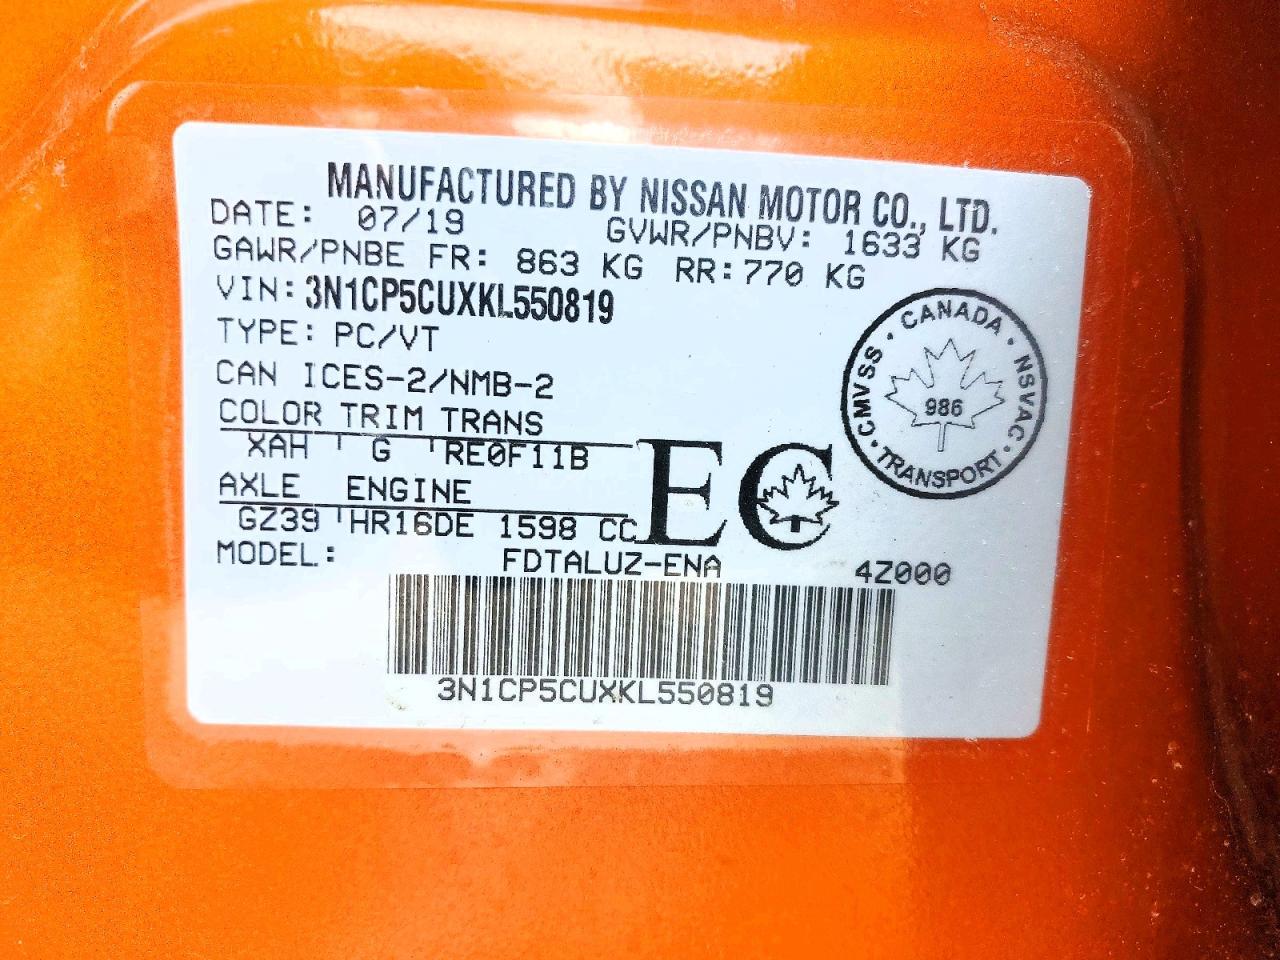 MANUFACTURED BY NISSAN MOTOR CO., LTD.
DATE: 07/19 GVWR/PNBV: 1633 KG
GAWR/PNBE FR: 863 KG RR:770 KG
VIN: 3N1CP5CUXKL550819
TYPE: PC/VT
CAN ICES-2/NMB-2
COLOR TRIM TRANS
XAH ' G 'RE0F11B
AXLE ENGINE
GZ39 'HR16DE 1598 CC
EC
MODEL: FDTALUZ-ENA 4Z000
3N1CP5CUXKL550819
CANADA · NSVAC · TRANSPORT · CMVSS ·
986